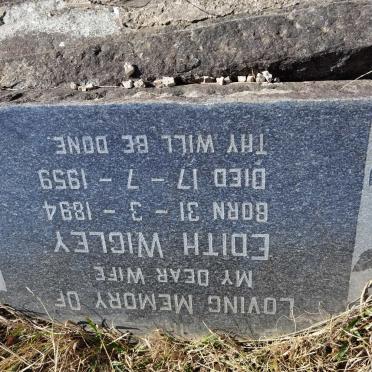 LOVING MEMORY OF
MY DEAR WIFE
EDITH WIGLEY
BORN 31 - 3 - 1894
DIED 17 - 7 - 1959
THY WILL BE DONE.